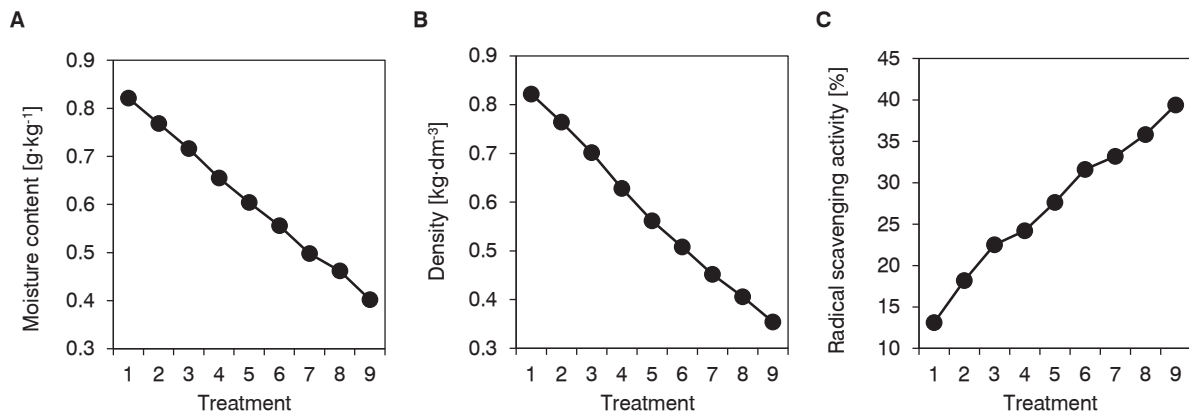 A
Moisture content [g·kg⁻¹]
0.9
0.8
0.7
0.6
0.5
0.4
0.3
1 2 3 4 5 6 7 8 9
Treatment
B
Density [kg·dm⁻³]
0.9
0.8
0.7
0.6
0.5
0.4
0.3
1 2 3 4 5 6 7 8 9
Treatment
C
Radical scavenging activity [%]
45
40
35
30
25
20
15
10
1 2 3 4 5 6 7 8 9
Treatment